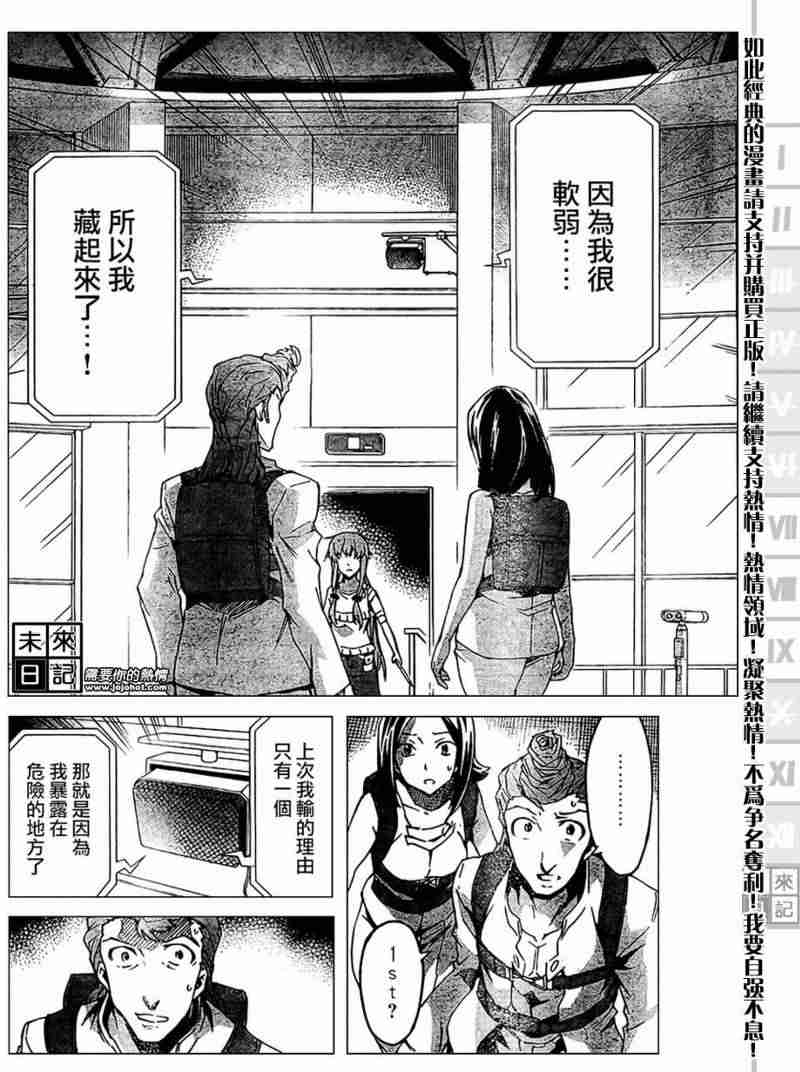 因為我很
軟弱……
所以我
藏起來了…！
未來
日記
需要你的熱情
www.jojohot.com
………
1st？
上次我輸的理由
只有一個
那就是因為
我暴露在
危險的地方了
如此經典的漫畫請支持并購買正版！請繼續支持熱情！熱情領域！凝聚熱情！不爲爭名奪利！我要自强不息！
I
II
III
IV
V
VI
VII
VIII
IX
X
XI
XII
來
記